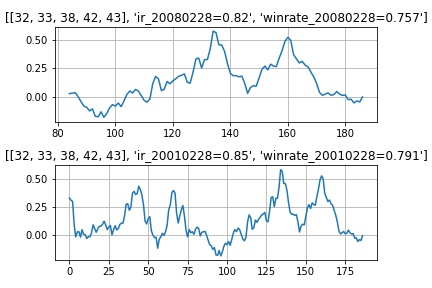 [[32, 33, 38, 42, 43], 'ir_20080228=0.82', 'winrate_20080228=0.757']
0.50
0.25
0.00
80 100 120 140 160 180
[[32, 33, 38, 42, 43], 'ir_20010228=0.85', 'winrate_20010228=0.791']
0.50
0.25
0.00
0 25 50 75 100 125 150 175